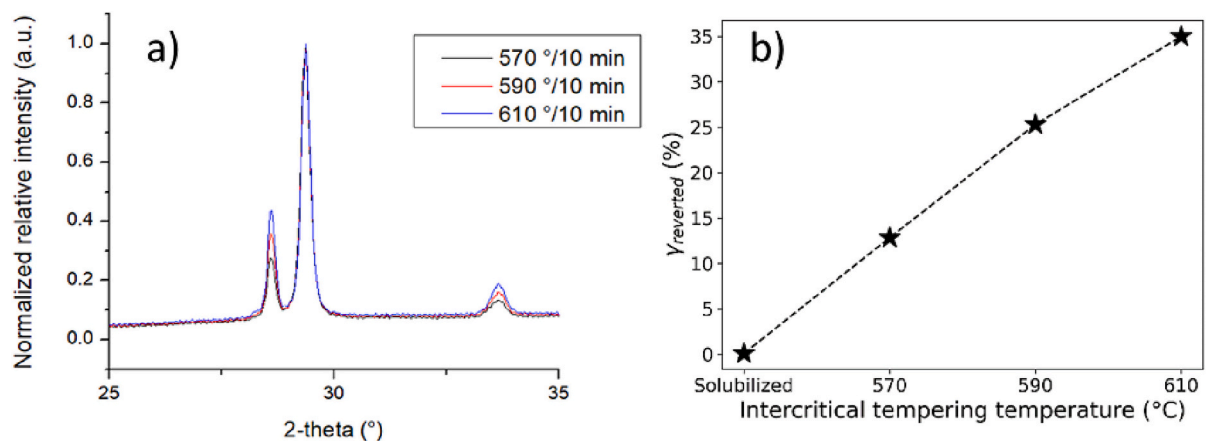 a)
Normalized relative intensity (a.u.)
1.0
0.8
0.6
0.4
0.2
0.0
570 °/10 min
590 °/10 min
610 °/10 min
25
30
35
2-theta (°)
b)
γreverted (%)
35
30
25
20
15
10
5
0
Solubilized
570
590
610
Intercritical tempering temperature (°C)